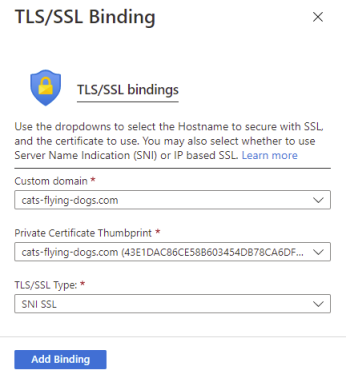 TLS/SSL Binding
TLS/SSL bindings
Use the dropdowns to select the Hostname to secure with SSL,
and the certificate to use. You may also select whether to use
Server Name Indication (SNI) or IP based SSL. Learn more
Custom domain *
cats-flying-dogs.com
Private Certificate Thumbprint *
cats-flying-dogs.com (43E1DAC86CE58B603454DB78CA6DF...
TLS/SSL Type: *
SNI SSL
Add Binding